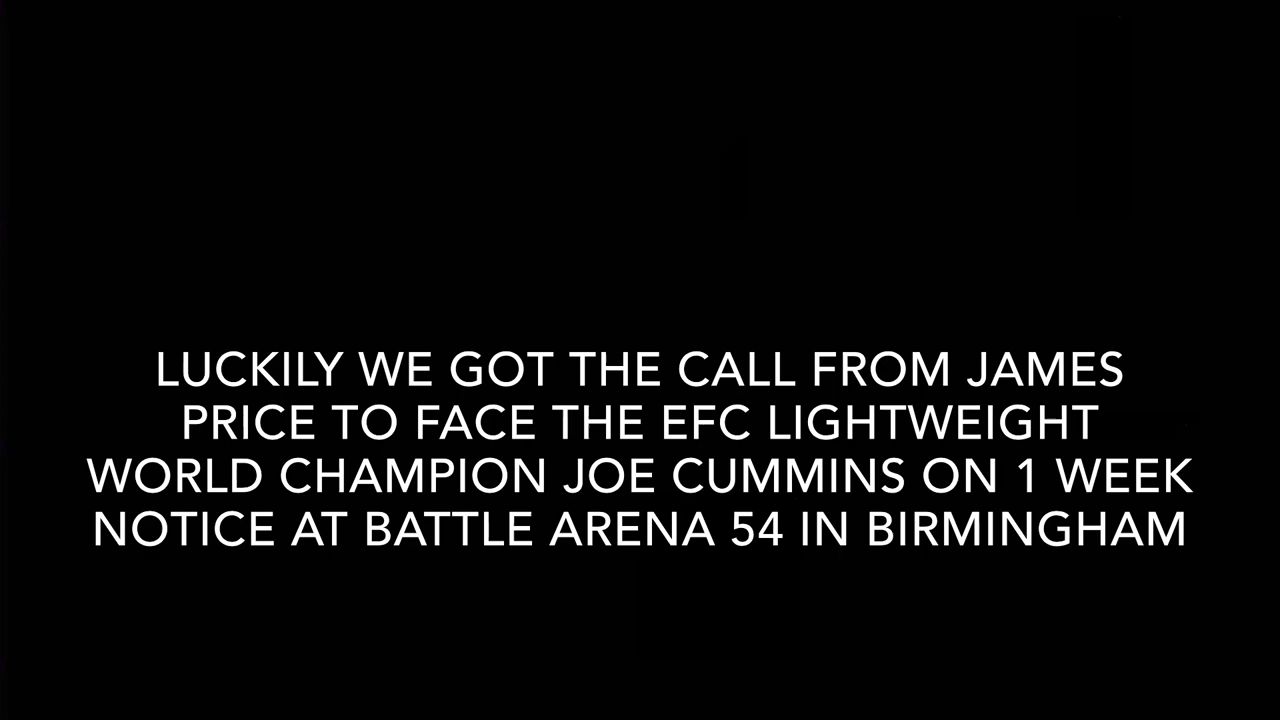 LUCKILY WE GOT THE CALL FROM JAMES
PRICE TO FACE THE EFC LIGHTWEIGHT
WORLD CHAMPION JOE CUMMINS ON 1 WEEK
NOTICE AT BATTLE ARENA 54 IN BIRMINGHAM